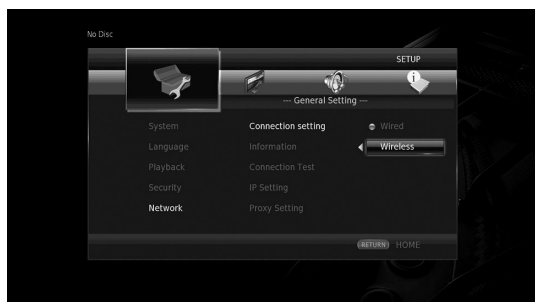 No Disc
SETUP
--- General Setting ---
System
Connection setting
Wired
Language
Information
Wireless
Playback
Connection Test
Security
IP Setting
Network
Proxy Setting
RETURN HOME